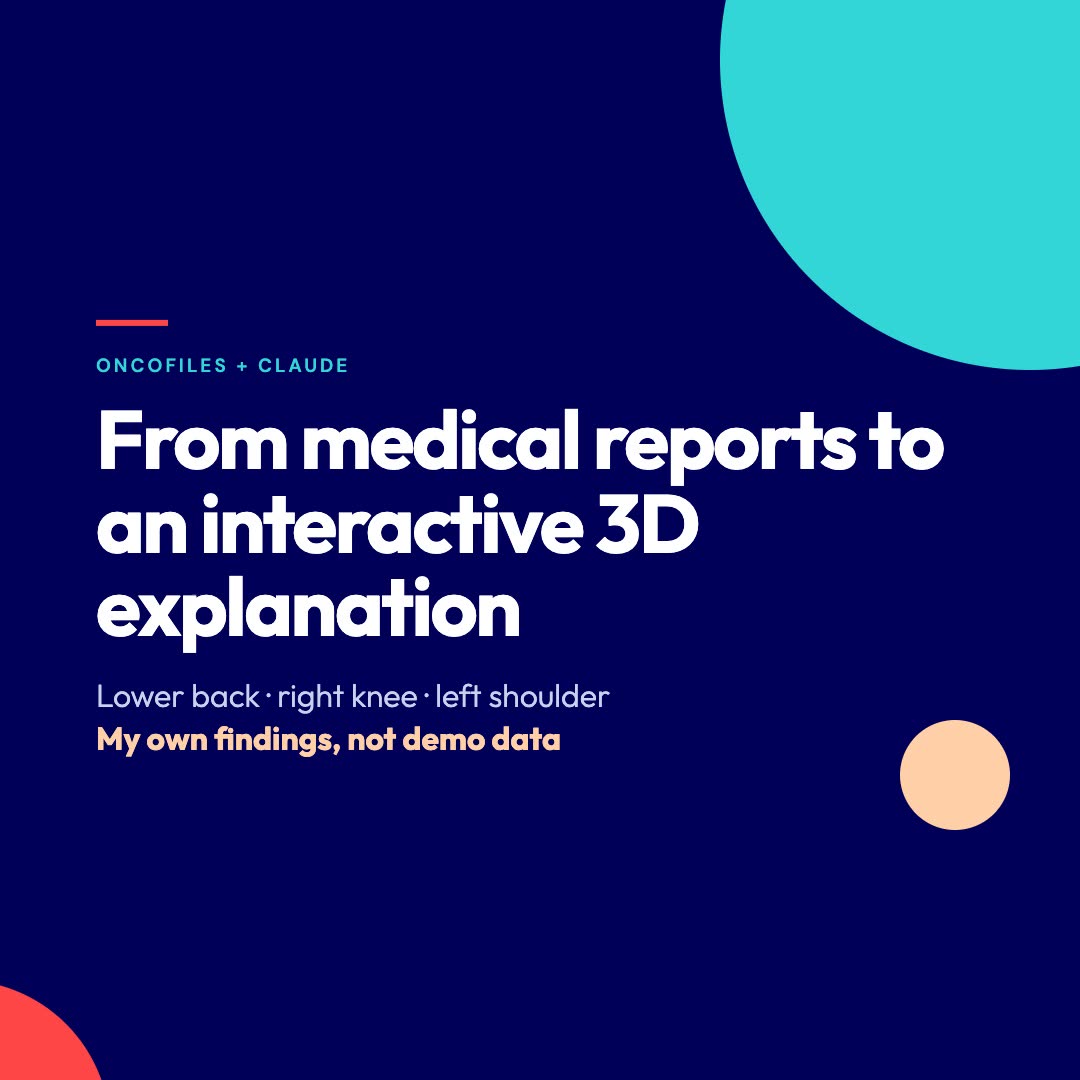 ONCOFILES + CLAUDE
From medical reports to
an interactive 3D
explanation
Lower back · right knee · left shoulder
My own findings, not demo data